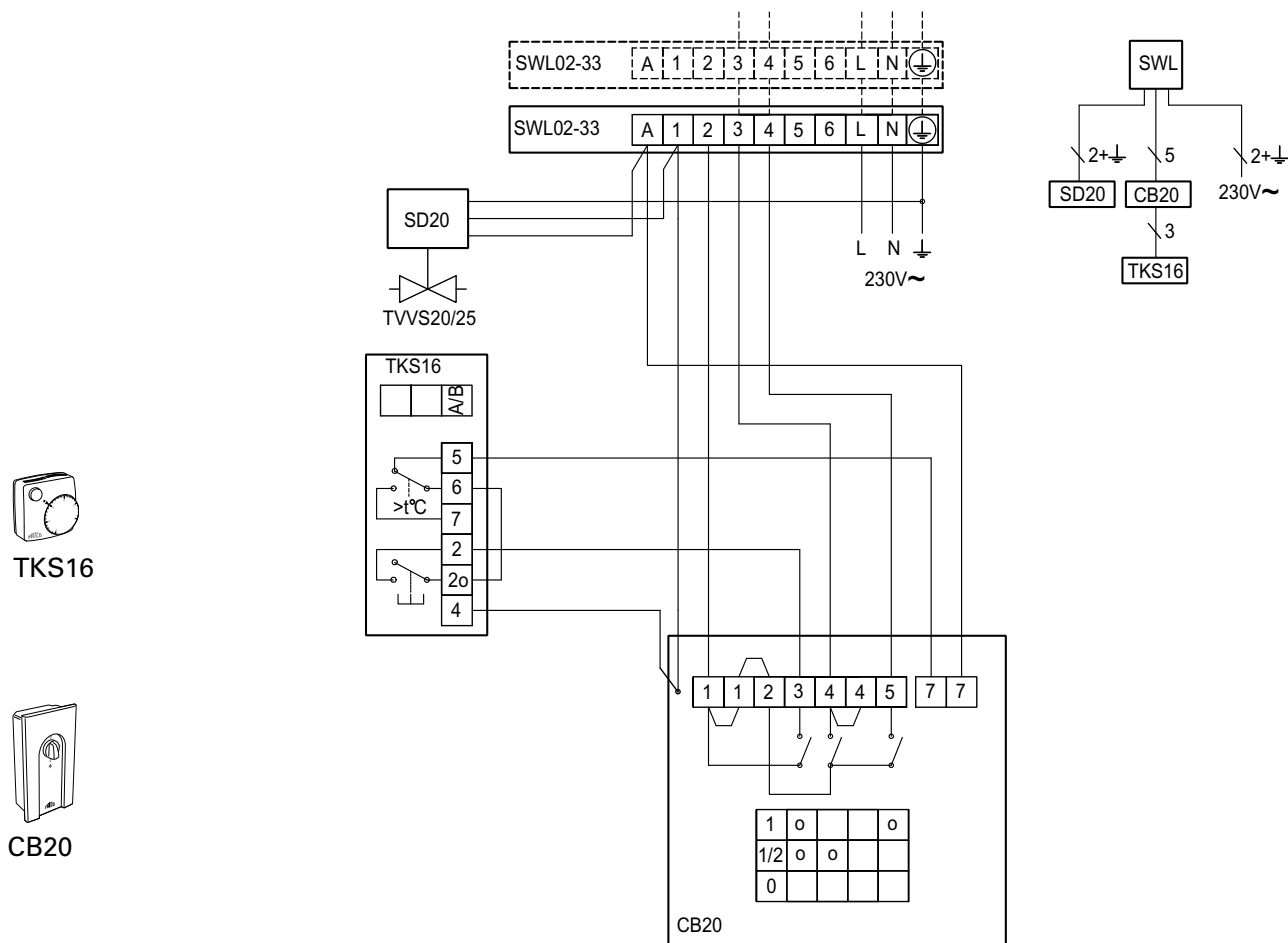 SWL02-33 A 1 2 3 4 5 6 L N
SWL02-33 A 1 2 3 4 5 6 L N
SD20
L N
230V~
TVVS20/25
SWL
2+ 5 2+
SD20 CB20 230V~
3
TKS16
TKS16
A/B
5
6
>t°C
7
2
2o
4
TKS16
CB20
1 1 2 3 4 4 5 7 7
1 o o
1/2 o o
0
CB20